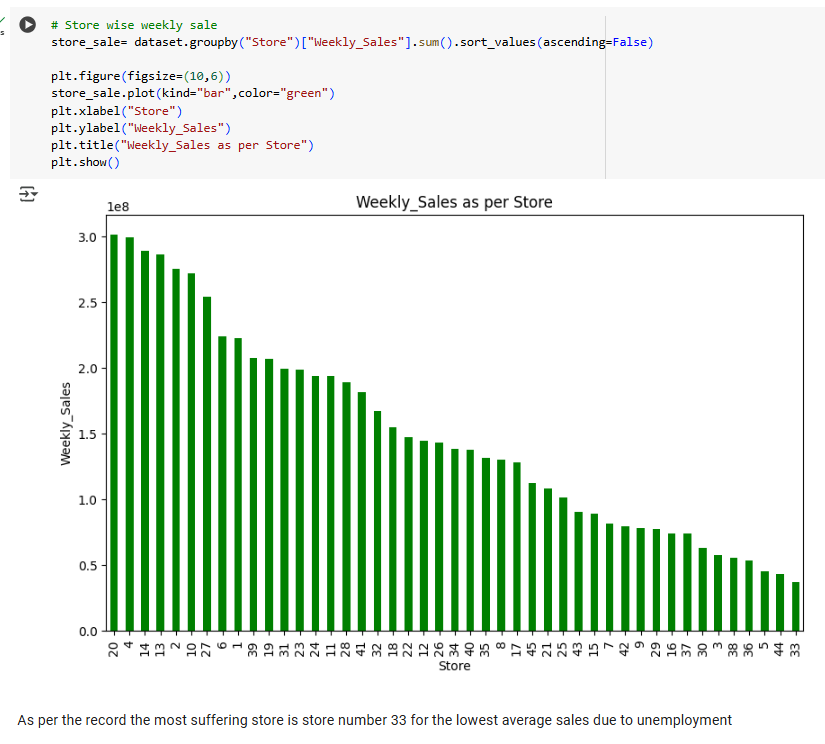 # Store wise weekly sale
store_sale= dataset.groupby("Store")["Weekly_Sales"].sum().sort_values(ascending=False)
plt.figure(figsize=(10,6))
store_sale.plot(kind="bar",color="green")
plt.xlabel("Store")
plt.ylabel("Weekly_Sales")
plt.title("Weekly_Sales as per Store")
plt.show()
s
Weekly_Sales as per Store
1e8
3.0
2.5
2.0
1.5
1.0
0.5
0.0
Weekly_Sales
20 4 14 13 2 10 27 6 1 39 19 31 23 24 11 28 41 32 18 22 12 26 34 40 35 8 17 45 21 25 43 15 7 42 9 29 16 37 30 3 38 36 5 44 33
Store
As per the record the most suffering store is store number 33 for the lowest average sales due to unemployment